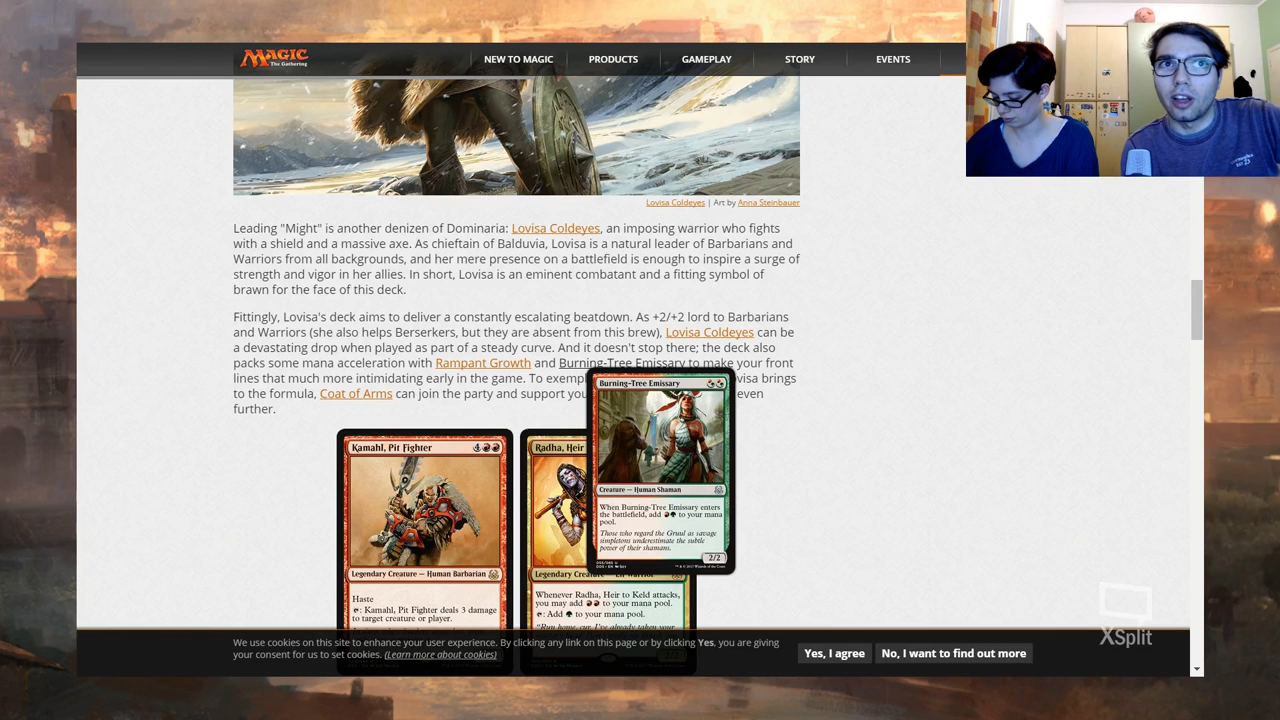 MAGIC
The Gathering
NEW TO MAGIC
PRODUCTS
GAMEPLAY
STORY
EVENTS
Lovisa Coldeyes | Art by Anna Steinbauer
Leading "Might" is another denizen of Dominaria: Lovisa Coldeyes, an imposing warrior who fights
with a shield and a massive axe. As chieftain of Balduvia, Lovisa is a natural leader of Barbarians and
Warriors from all backgrounds, and her mere presence on a battlefield is enough to inspire a surge of
strength and vigor in her allies. In short, Lovisa is an eminent combatant and a fitting symbol of
brawn for the face of this deck.
Fittingly, Lovisa's deck aims to deliver a constantly escalating beatdown. As +2/+2 lord to Barbarians
and Warriors (she also helps Berserkers, but they are absent from this brew), Lovisa Coldeyes can be
a devastating drop when played as part of a steady curve. And it doesn't stop there; the deck also
packs some mana acceleration with Rampant Growth and Burning-Tree Emissary to make your front
lines that much more intimidating early in the game. To exemp ovisa brings
to the formula, Coat of Arms can join the party and support you even
further.
Burning-Tree Emissary
Creature — Human Shaman
When Burning-Tree Emissary enters
the battlefield, add to your mana
pool.
Those who regard the Gruul as savage
simpletons underestimate the subtle
power of their shamans.
2/2
Kamahl, Pit Fighter 4
Legendary Creature — Human Barbarian
Haste
: Kamahl, Pit Fighter deals 3 damage
to target creature or player.
Radha, Heir
Legendary Creature — Elf Warrior
Whenever Radha, Heir to Keld attacks,
you may add to your mana pool.
: Add to your mana pool.
"Run home, cur. I've already taken your
We use cookies on this site to enhance your user experience. By clicking any link on this page or by clicking Yes, you are giving
your consent for us to set cookies. (Learn more about cookies)
Yes, I agree
No, I want to find out more
XSplit